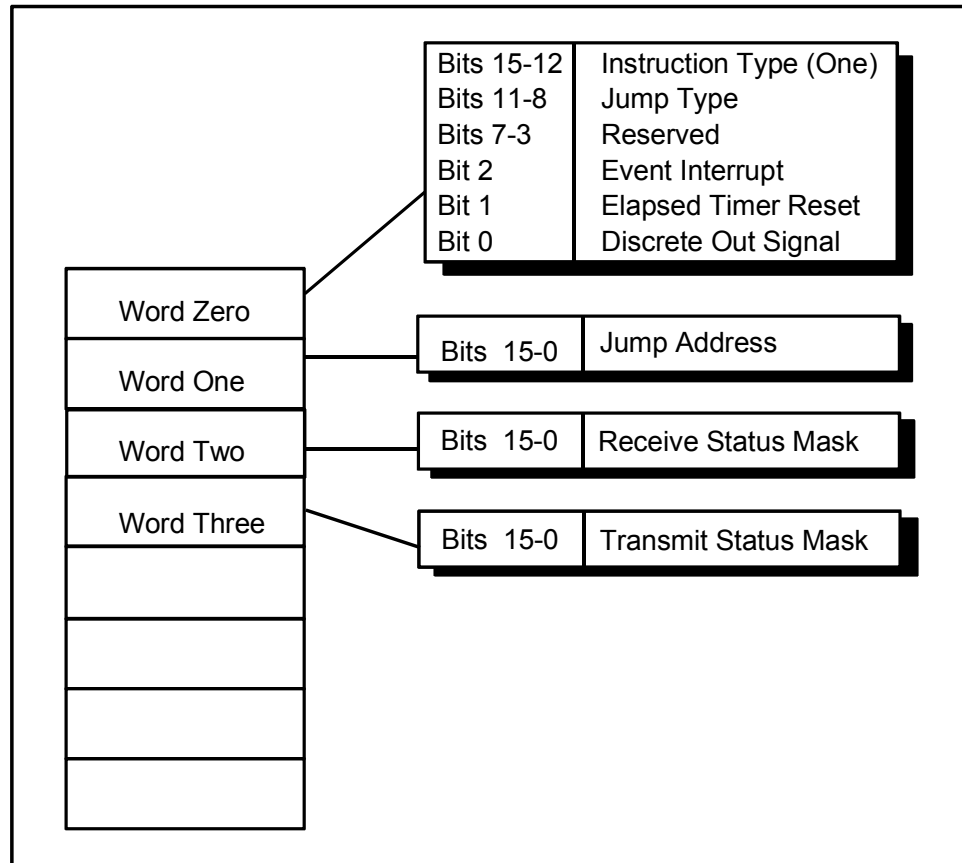 Bits 15-12 Instruction Type (One)
Bits 11-8 Jump Type
Bits 7-3 Reserved
Bit 2 Event Interrupt
Bit 1 Elapsed Timer Reset
Bit 0 Discrete Out Signal
Word Zero
Bits 15-0 Jump Address
Word One
Bits 15-0 Receive Status Mask
Word Two
Word Three
Bits 15-0 Transmit Status Mask